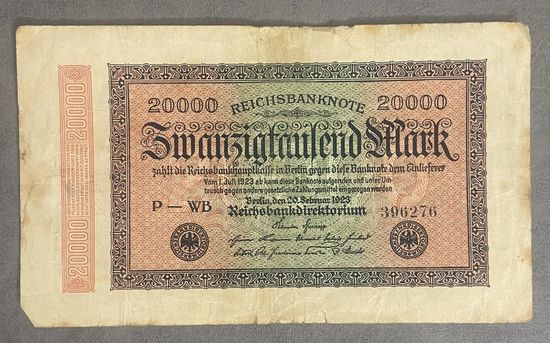 20000 REICHSBANKNOTE 20000
Zwanzigtausend Mark
zahlt die Reichsbankhauptkasse in Berlin gegen diese Banknote dem Einlieferer
Vom 1. Juli 1923 ab kann diese Banknote aufgerufen und unter Um-
tausch gegen andere gesetzliche Zahlungsmittel eingezogen werden
Berlin, den 20. Februar 1923
P — WB Reichsbankdirektorium 396276
20000
20000